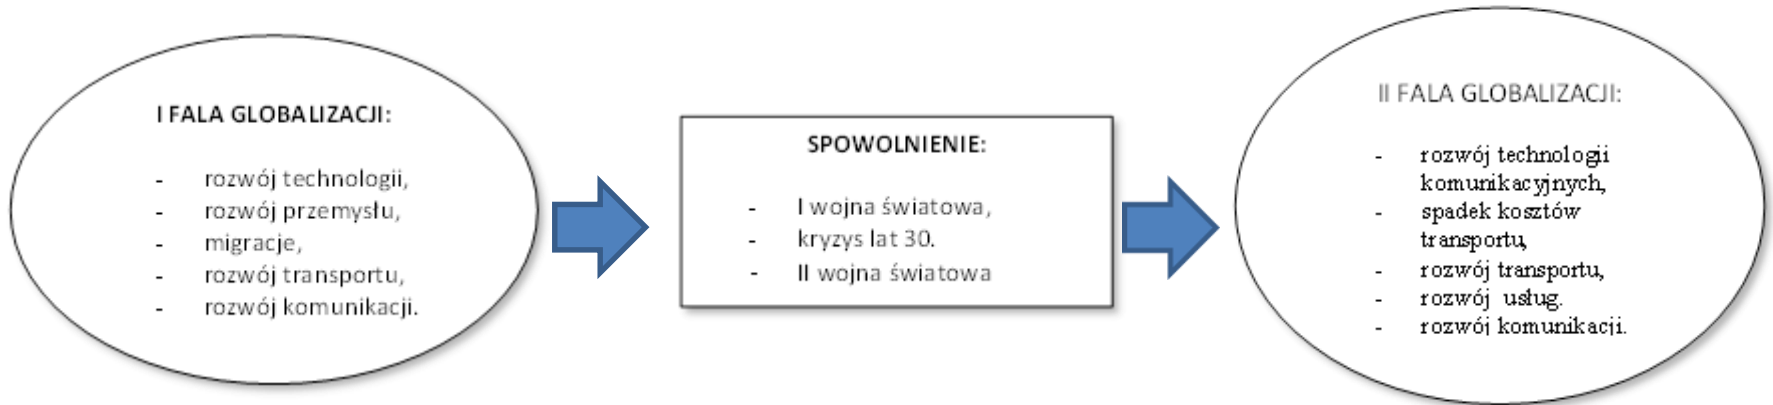 I FALA GLOBALIZACJI:
- rozwój technologii,
- rozwój przemysłu,
- migracje,
- rozwój transportu,
- rozwój komunikacji.
SPOWOLNIENIE:
- I wojna światowa,
- kryzys lat 30.
- II wojna światowa
II FALA GLOBALIZACJI:
- rozwój technologii
komunikacyjnych,
- spadek kosztów
transportu,
- rozwój transportu,
- rozwój usług.
- rozwój komunikacji.